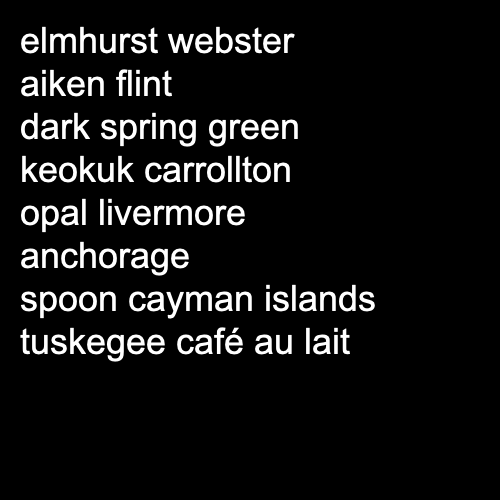 elmhurst webster
aiken flint
dark spring green
keokuk carrollton
opal livermore
anchorage
spoon cayman islands
tuskegee café au lait